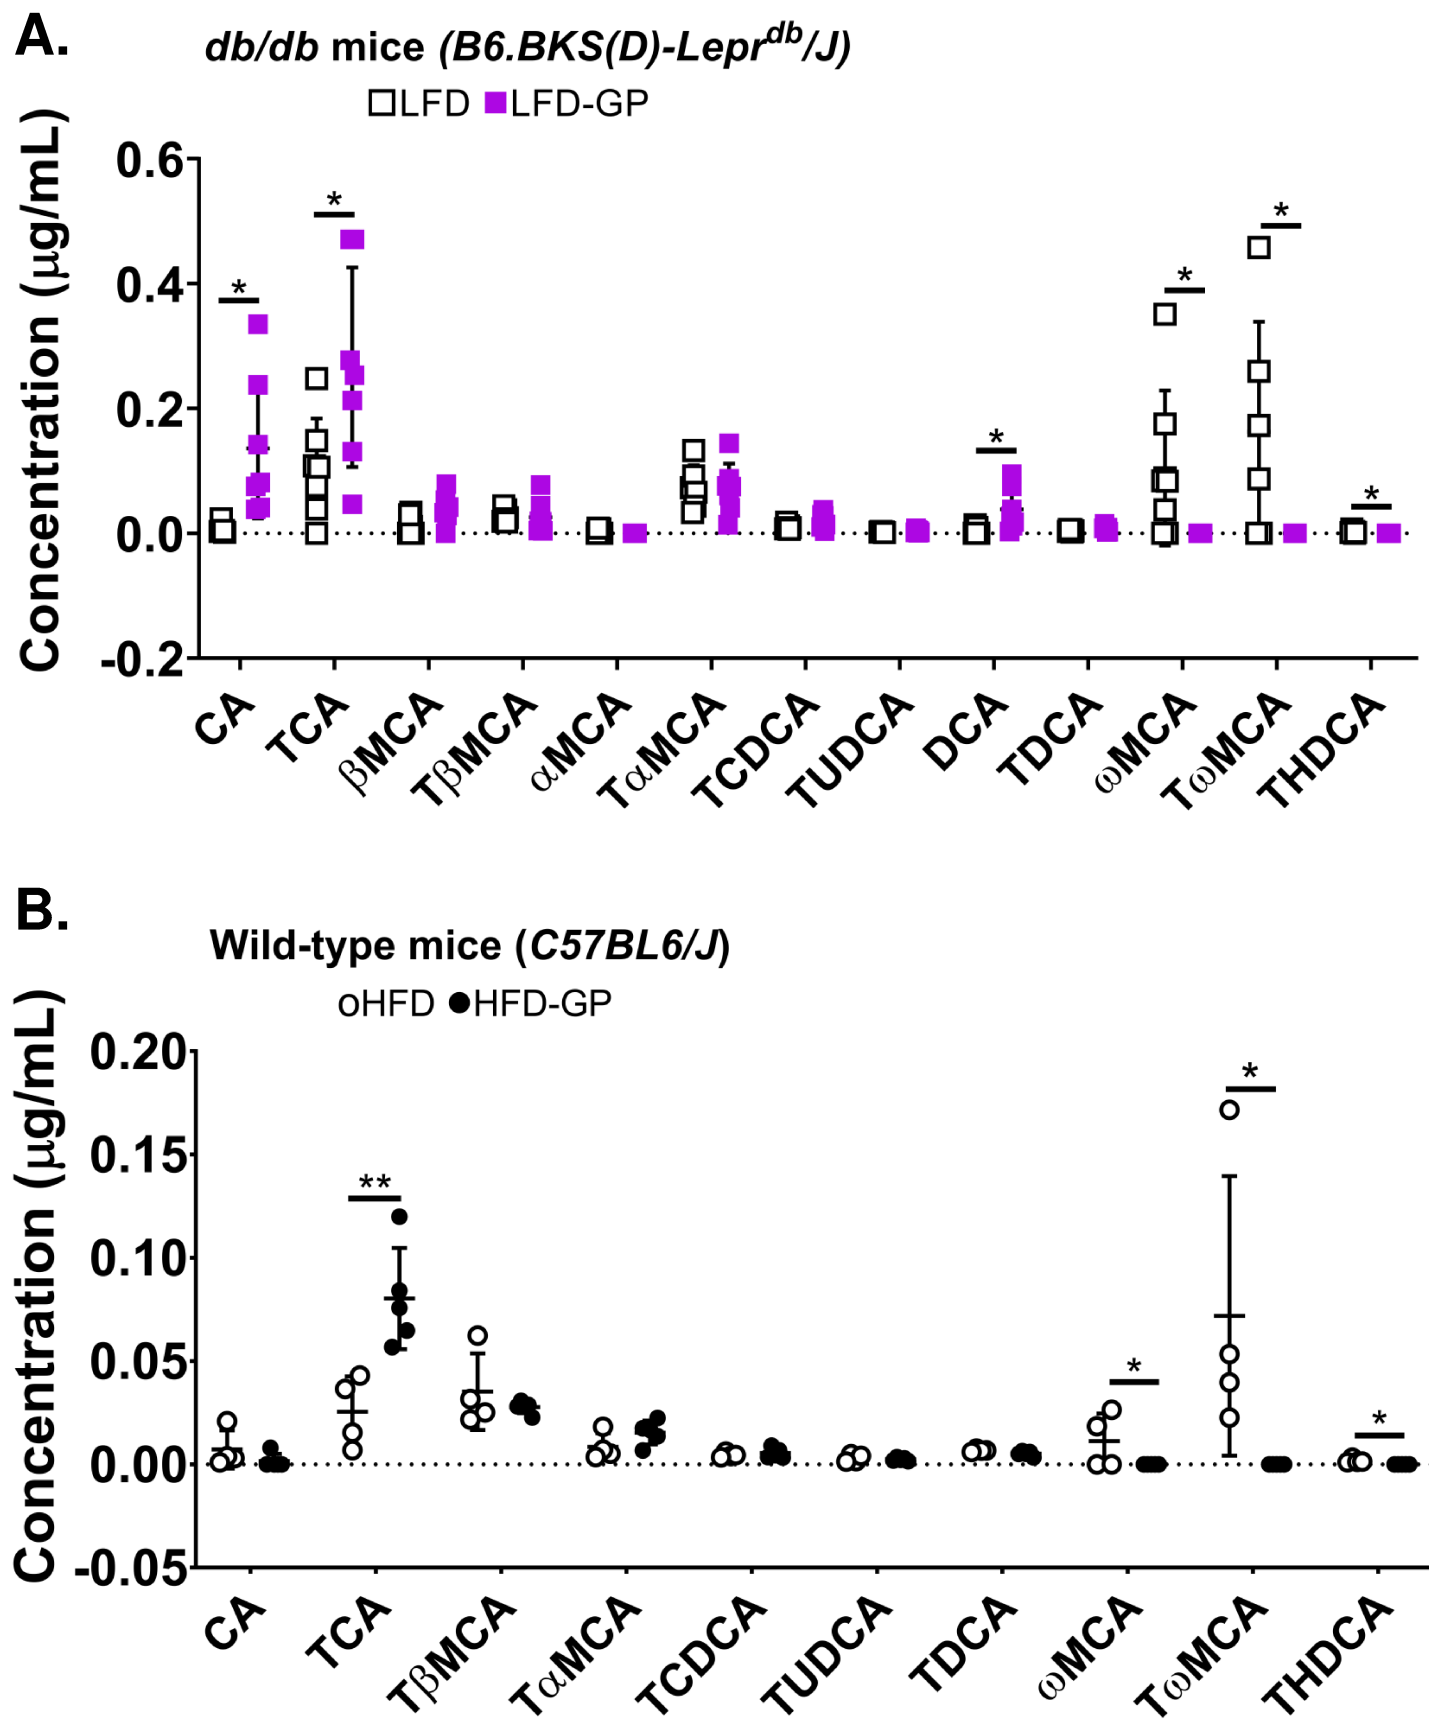 A.
db/db mice (B6.BKS(D)-Lepr^db/J)
LFD LFD-GP
Concentration (µg/mL)
0.6
0.4
0.2
0.0
-0.2
*
*
*
*
*
*
CA TCA βMCA TβMCA αMCA TαMCA TCDCA TUDCA DCA TDCA ωMCA TωMCA THDCA
B.
Wild-type mice (C57BL6/J)
oHFD ●HFD-GP
Concentration (µg/mL)
0.20
0.15
0.10
0.05
0.00
-0.05
**
*
*
*
CA TCA TβMCA TαMCA TCDCA TUDCA TDCA ωMCA TωMCA THDCA